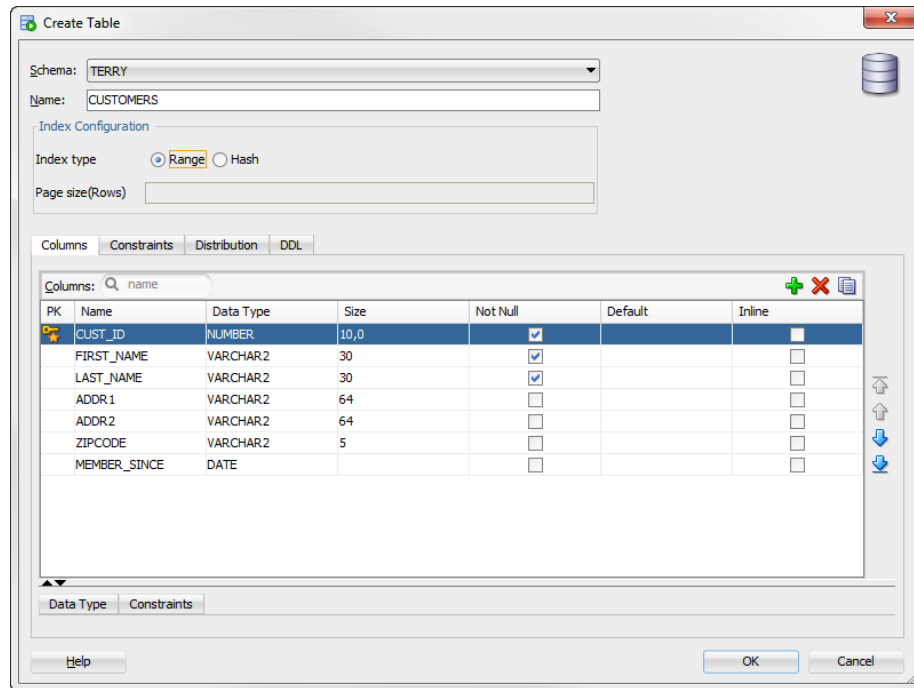 Create Table
Schema: TERRY
Name: CUSTOMERS
Index Configuration
Index type Range Hash
Page size(Rows)
Columns Constraints Distribution DDL
Columns: name
PK Name Data Type Size Not Null Default Inline
CUST_ID NUMBER 10,0
FIRST_NAME VARCHAR2 30
LAST_NAME VARCHAR2 30
ADDR1 VARCHAR2 64
ADDR2 VARCHAR2 64
ZIPCODE VARCHAR2 5
MEMBER_SINCE DATE
Data Type Constraints
Help OK Cancel